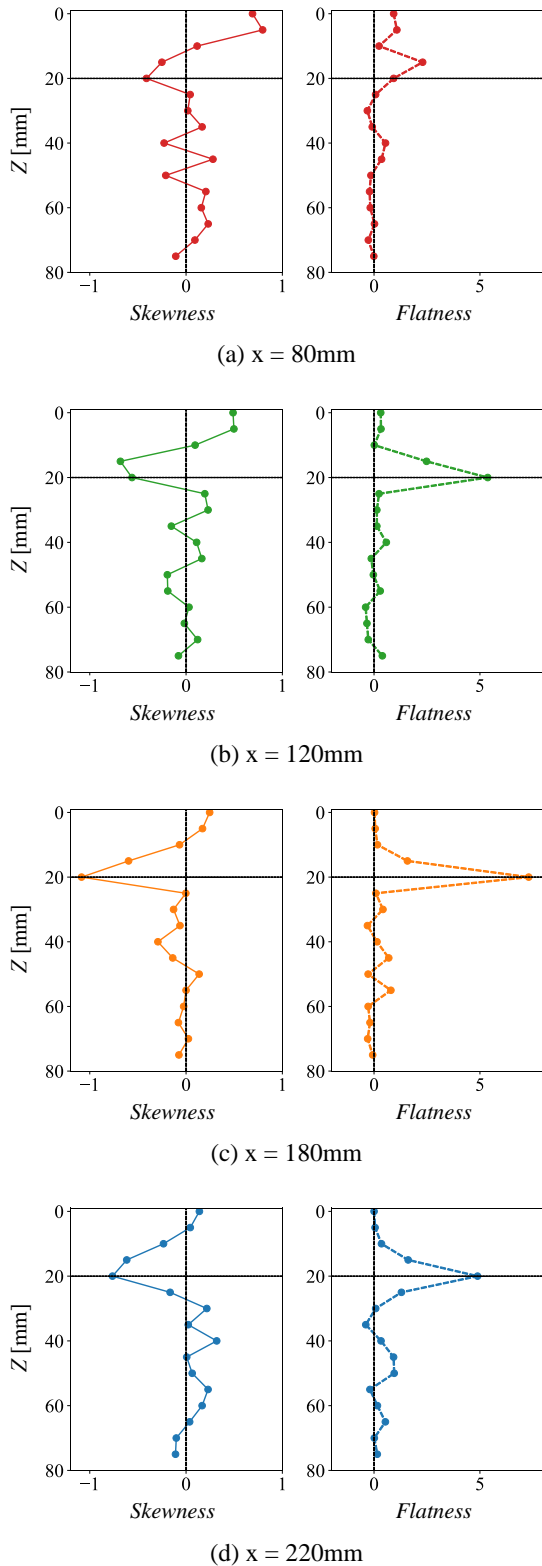 0
20
40
60
80
Z [mm]
−1 0 1
0 5
Skewness
Flatness
(a) x = 80mm
0
20
40
60
80
Z [mm]
−1 0 1
0 5
Skewness
Flatness
(b) x = 120mm
0
20
40
60
80
Z [mm]
−1 0 1
0 5
Skewness
Flatness
(c) x = 180mm
0
20
40
60
80
Z [mm]
−1 0 1
0 5
Skewness
Flatness
(d) x = 220mm